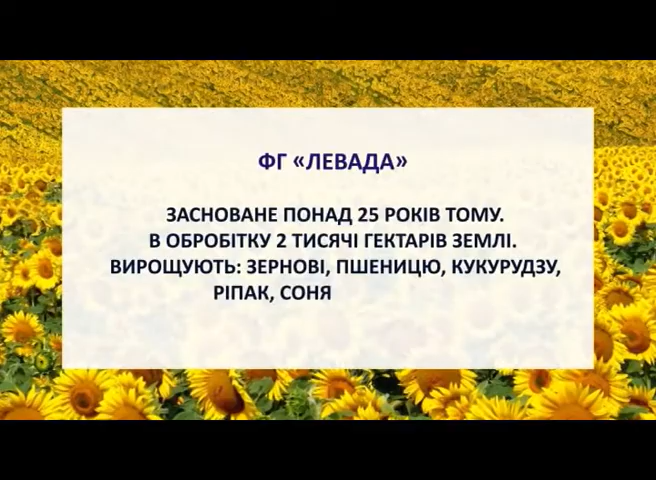 ФГ «ЛЕВАДА»
ЗАСНОВАНЕ ПОНАД 25 РОКІВ ТОМУ.
В ОБРОБІТКУ 2 ТИСЯЧІ ГЕКТАРІВ ЗЕМЛІ.
ВИРОЩУЮТЬ: ЗЕРНОВІ, ПШЕНИЦЮ, КУКУРУДЗУ,
РІПАК, СОНЯ